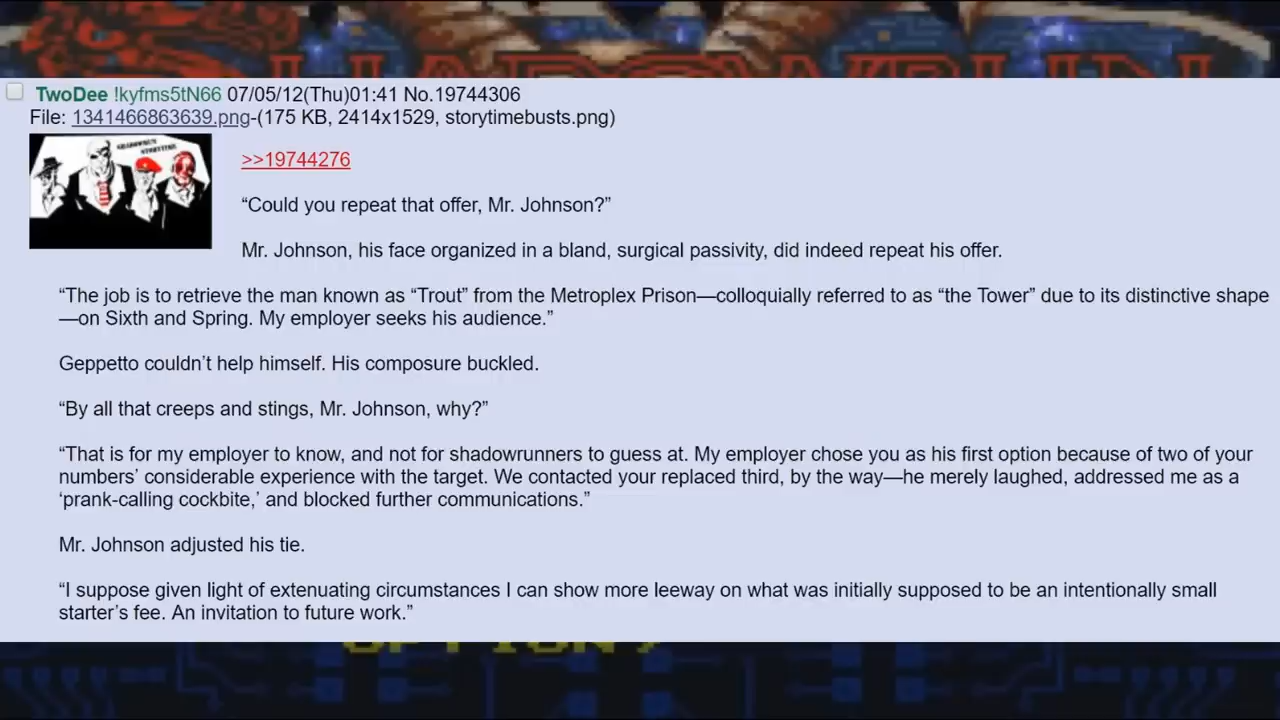 SHADOWRUN
TwoDee !kyfms5tN66 07/05/12(Thu)01:41 No.19744306
File: 1341466863639.png-(175 KB, 2414x1529, storytimebusts.png)
SHADOWRUN
STORYTIME
>>19744276
“Could you repeat that offer, Mr. Johnson?”
Mr. Johnson, his face organized in a bland, surgical passivity, did indeed repeat his offer.
“The job is to retrieve the man known as “Trout” from the Metroplex Prison—colloquially referred to as “the Tower” due to its distinctive shape
—on Sixth and Spring. My employer seeks his audience.”
Geppetto couldn’t help himself. His composure buckled.
“By all that creeps and stings, Mr. Johnson, why?”
“That is for my employer to know, and not for shadowrunners to guess at. My employer chose you as his first option because of two of your
numbers’ considerable experience with the target. We contacted your replaced third, by the way—he merely laughed, addressed me as a
‘prank-calling cockbite,’ and blocked further communications.”
Mr. Johnson adjusted his tie.
“I suppose given light of extenuating circumstances I can show more leeway on what was initially supposed to be an intentionally small
starter’s fee. An invitation to future work.”